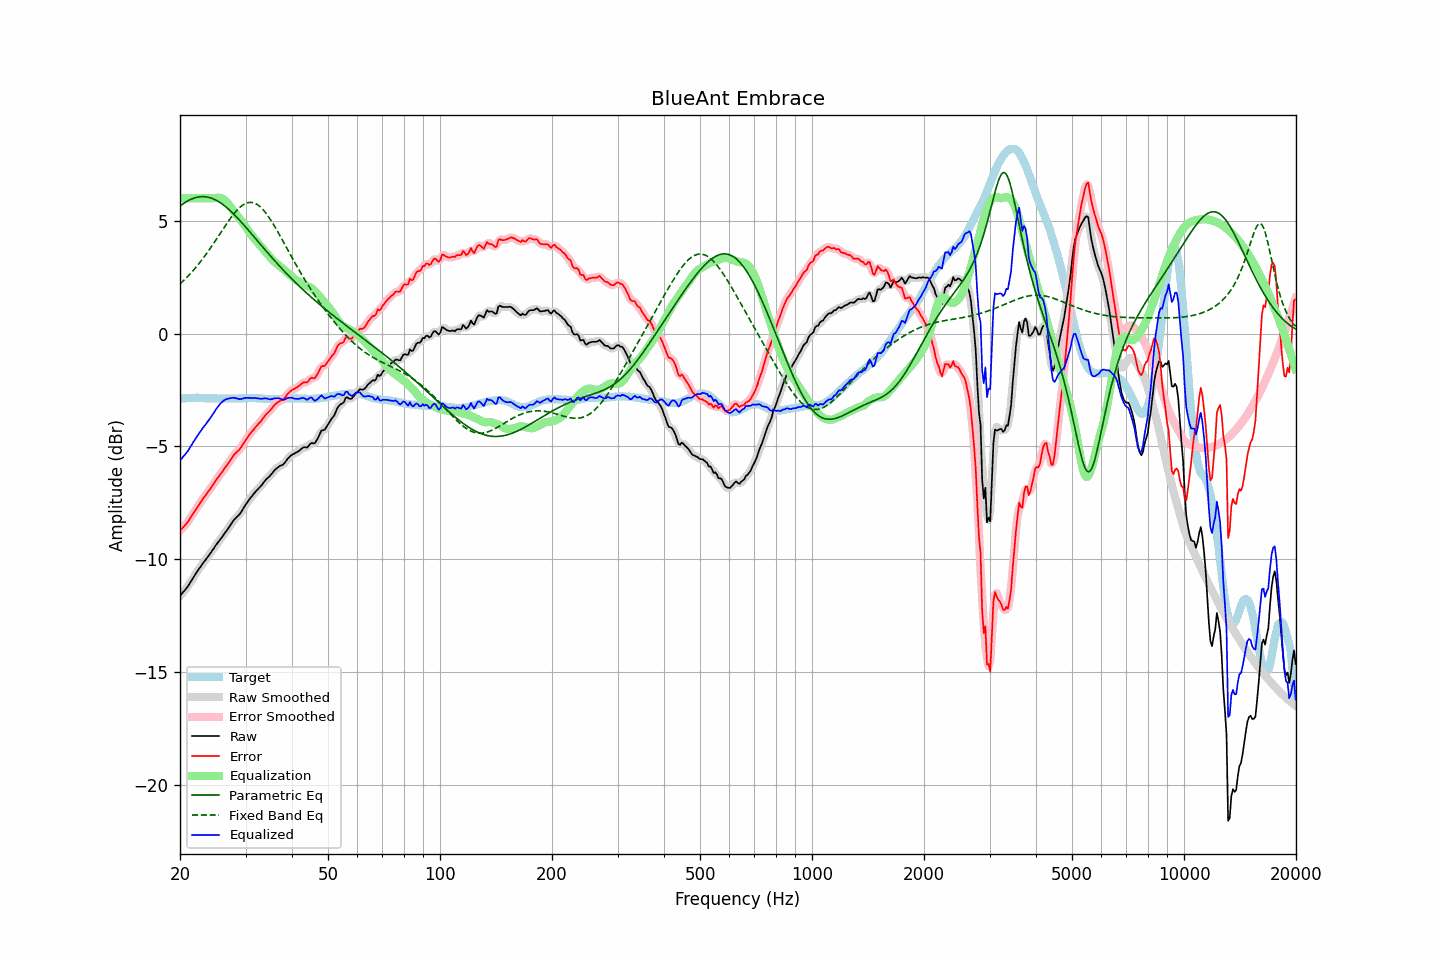 BlueAnt Embrace
Amplitude (dBr)
5
0
−5
−10
−15
−20
Target
Raw Smoothed
Error Smoothed
Raw
Error
Equalization
Parametric Eq
Fixed Band Eq
Equalized
20 50 100 200 500 1000 2000 5000 10000 20000
Frequency (Hz)